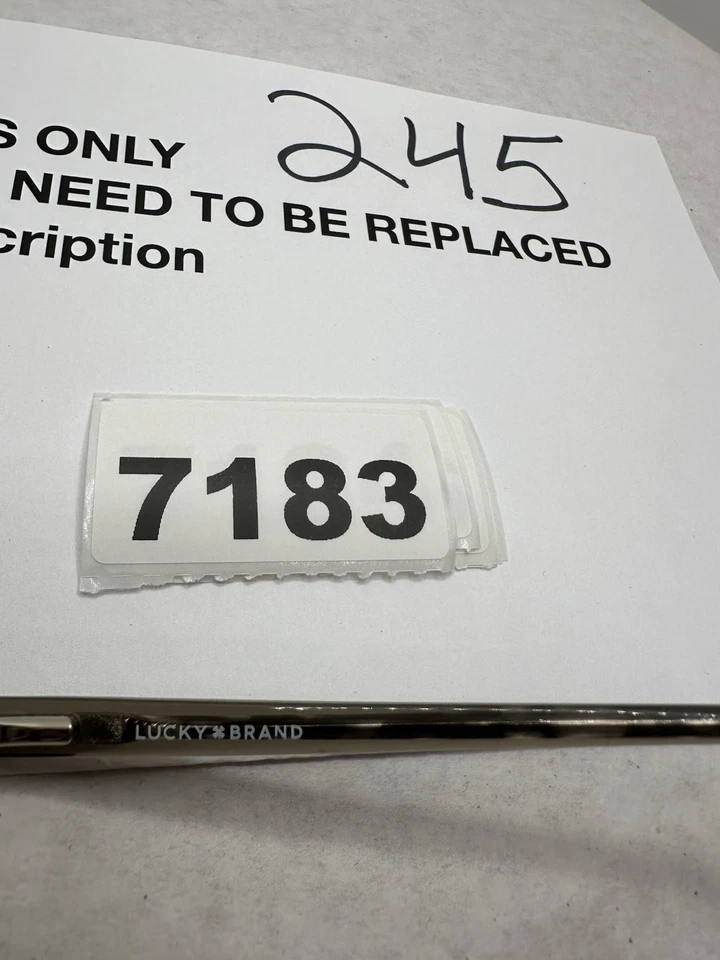 245
S ONLY
NEED TO BE REPLACED
cription
7183
LUCKY BRAND